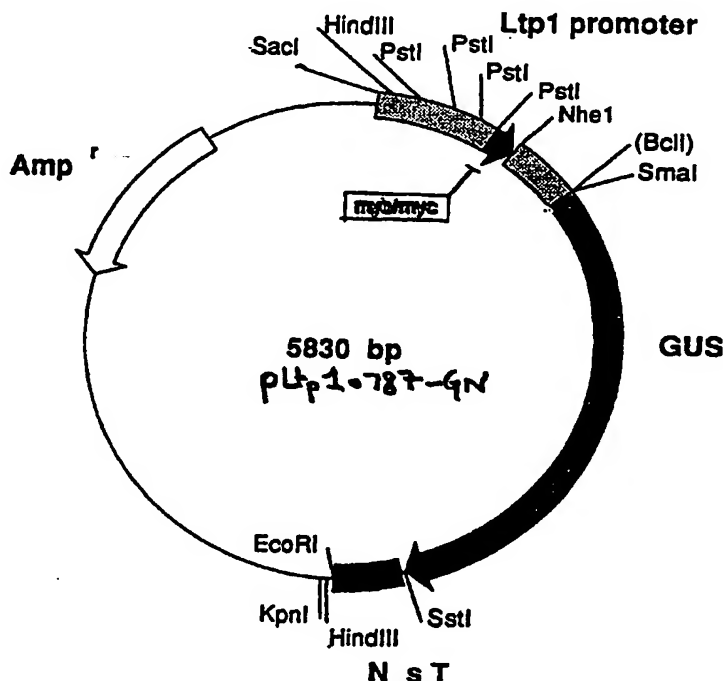 Ltp1 promoter
HindIII
SacI
PstI
PstI
PstI
PstI
Nhe1
(BclI)
SmaI
Amp r
myb/myc
5830 bp
pLtp1.787-GN
GUS
EcoRI
KpnI
HindIII
SstI
N s T